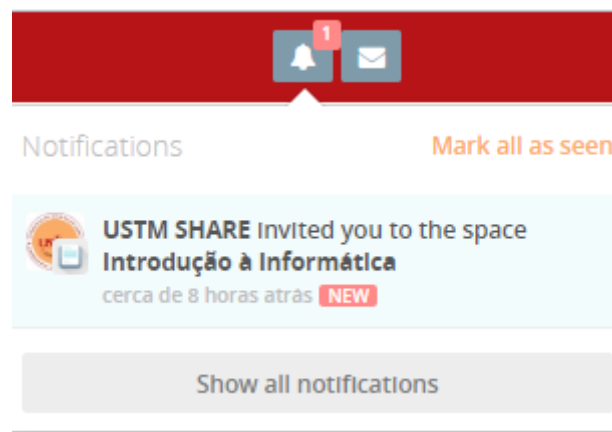 1
Notifications
Mark all as seen
USTM SHARE invited you to the space
Introdução à Informática
cerca de 8 horas atrás NEW
Show all notifications